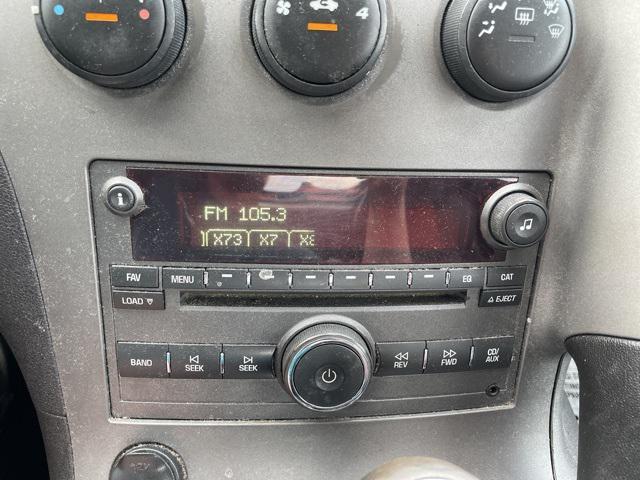 4
i
FM 105.3
X73 X7 X8
FAV MENU EQ CAT
LOAD EJECT
BAND SEEK SEEK REV FWD CD/AUX